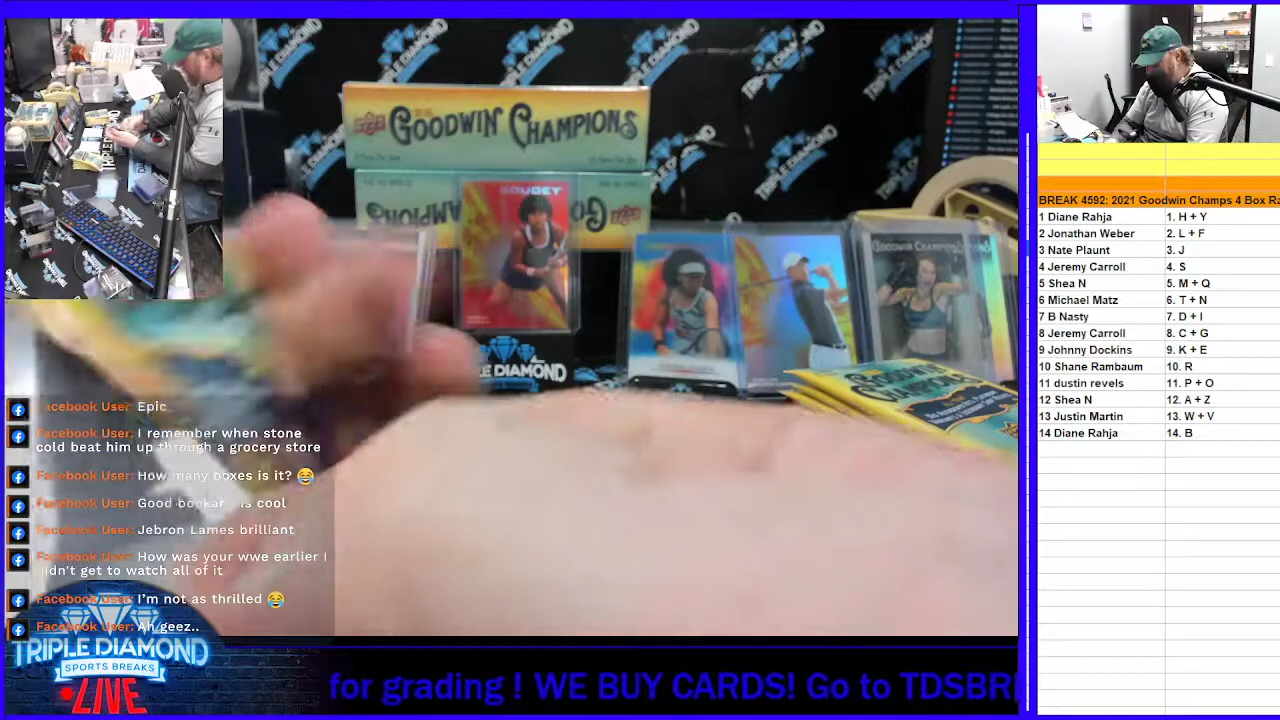 GOODWIN CHAMPIONS
GOUGEY
GOODWIN CHAMPIONS
TRIPLE DIAMOND
Facebook User: Epic
Facebook User: I remember when stone
cold beat him up through a grocery store
Facebook User: How many boxes is it? 😂
Facebook User: Good is cool
Facebook User: Jebron Lames brilliant
Facebook User: How was your wwe earlier I
didn't get to watch all of it
Facebook User: I'm not as thrilled 😂
Facebook User: Ah geez..
TRIPLE DIAMOND
SPORTS BREAKS
LIVE
for grading ! WE BUY CARDS! Go to TDSBR
BREAK 4592: 2021 Goodwin Champs 4 Box Ra
1 Diane Rahja 1. H + Y
2 Jonathan Weber 2. L + F
3 Nate Plaunt 3. J
4 Jeremy Carroll 4. S
5 Shea N 5. M + Q
6 Michael Matz 6. T + N
7 B Nasty 7. D + I
8 Jeremy Carroll 8. C + G
9 Johnny Dockins 9. K + E
10 Shane Rambaum 10. R
11 dustin revels 11. P + O
12 Shea N 12. A + Z
13 Justin Martin 13. W + V
14 Diane Rahja 14. B